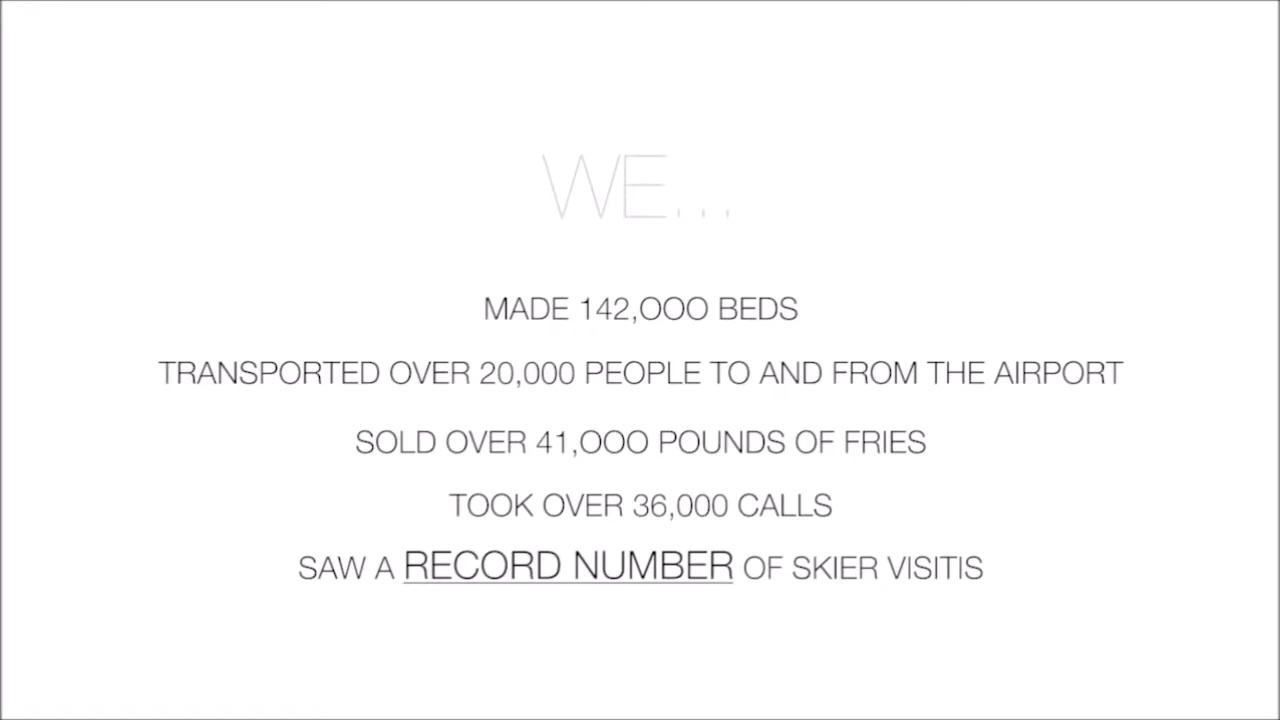 WE...
MADE 142,OOO BEDS
TRANSPORTED OVER 20,000 PEOPLE TO AND FROM THE AIRPORT
SOLD OVER 41,OOO POUNDS OF FRIES
TOOK OVER 36,000 CALLS
SAW A RECORD NUMBER OF SKIER VISITIS